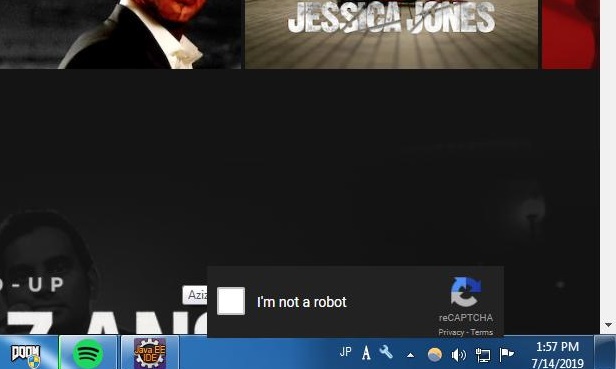 JESSICA JONES
D-UP
Aziz
Z ANS
I'm not a robot
reCAPTCHA
Privacy - Terms
DOOM
Java EE
IDE
JP A
1:57 PM
7/14/2019